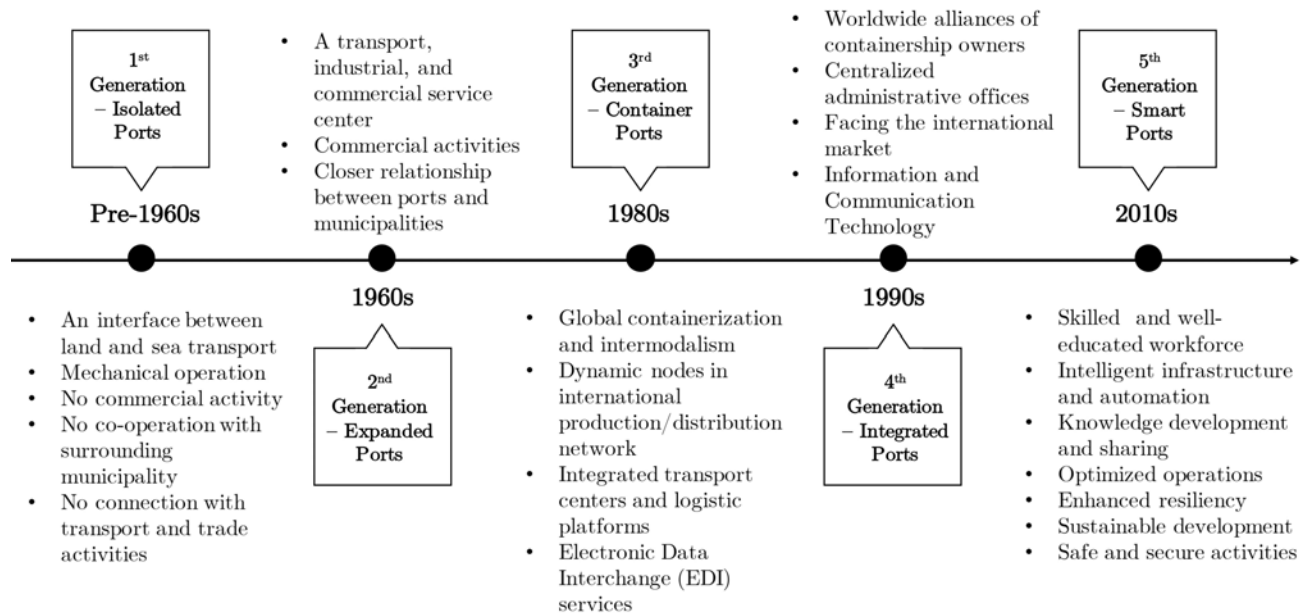 1st
Generation
– Isolated
Ports
Pre-1960s
• An interface between
land and sea transport
• Mechanical operation
• No commercial activity
• No co-operation with
surrounding
municipality
• No connection with
transport and trade
activities
• A transport,
industrial, and
commercial service
center
• Commercial activities
• Closer relationship
between ports and
municipalities
1960s
2nd
Generation
– Expanded
Ports
3rd
Generation
– Container
Ports
1980s
• Global containerization
and intermodalism
• Dynamic nodes in
international
production/distribution
network
• Integrated transport
centers and logistic
platforms
• Electronic Data
Interchange (EDI)
services
• Worldwide alliances of
containership owners
• Centralized
administrative offices
• Facing the international
market
• Information and
Communication
Technology
1990s
4th
Generation
– Integrated
Ports
5th
Generation
– Smart
Ports
2010s
• Skilled and well-
educated workforce
• Intelligent infrastructure
and automation
• Knowledge development
and sharing
• Optimized operations
• Enhanced resiliency
• Sustainable development
• Safe and secure activities